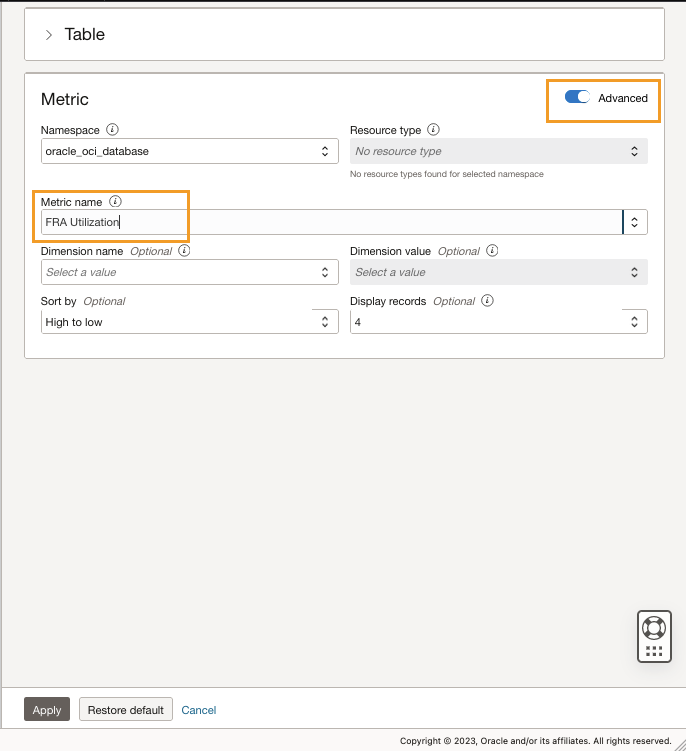 Table
Metric
Advanced
Namespace
Resource type
oracle_oci_database
No resource type
No resource types found for selected namespace
Metric name
FRA Utilization
Dimension name Optional
Dimension value Optional
Select a value
Select a value
Sort by Optional
Display records Optional
High to low
4
Apply
Restore default
Cancel
Copyright © 2023, Oracle and/or its affiliates. All rights reserved.